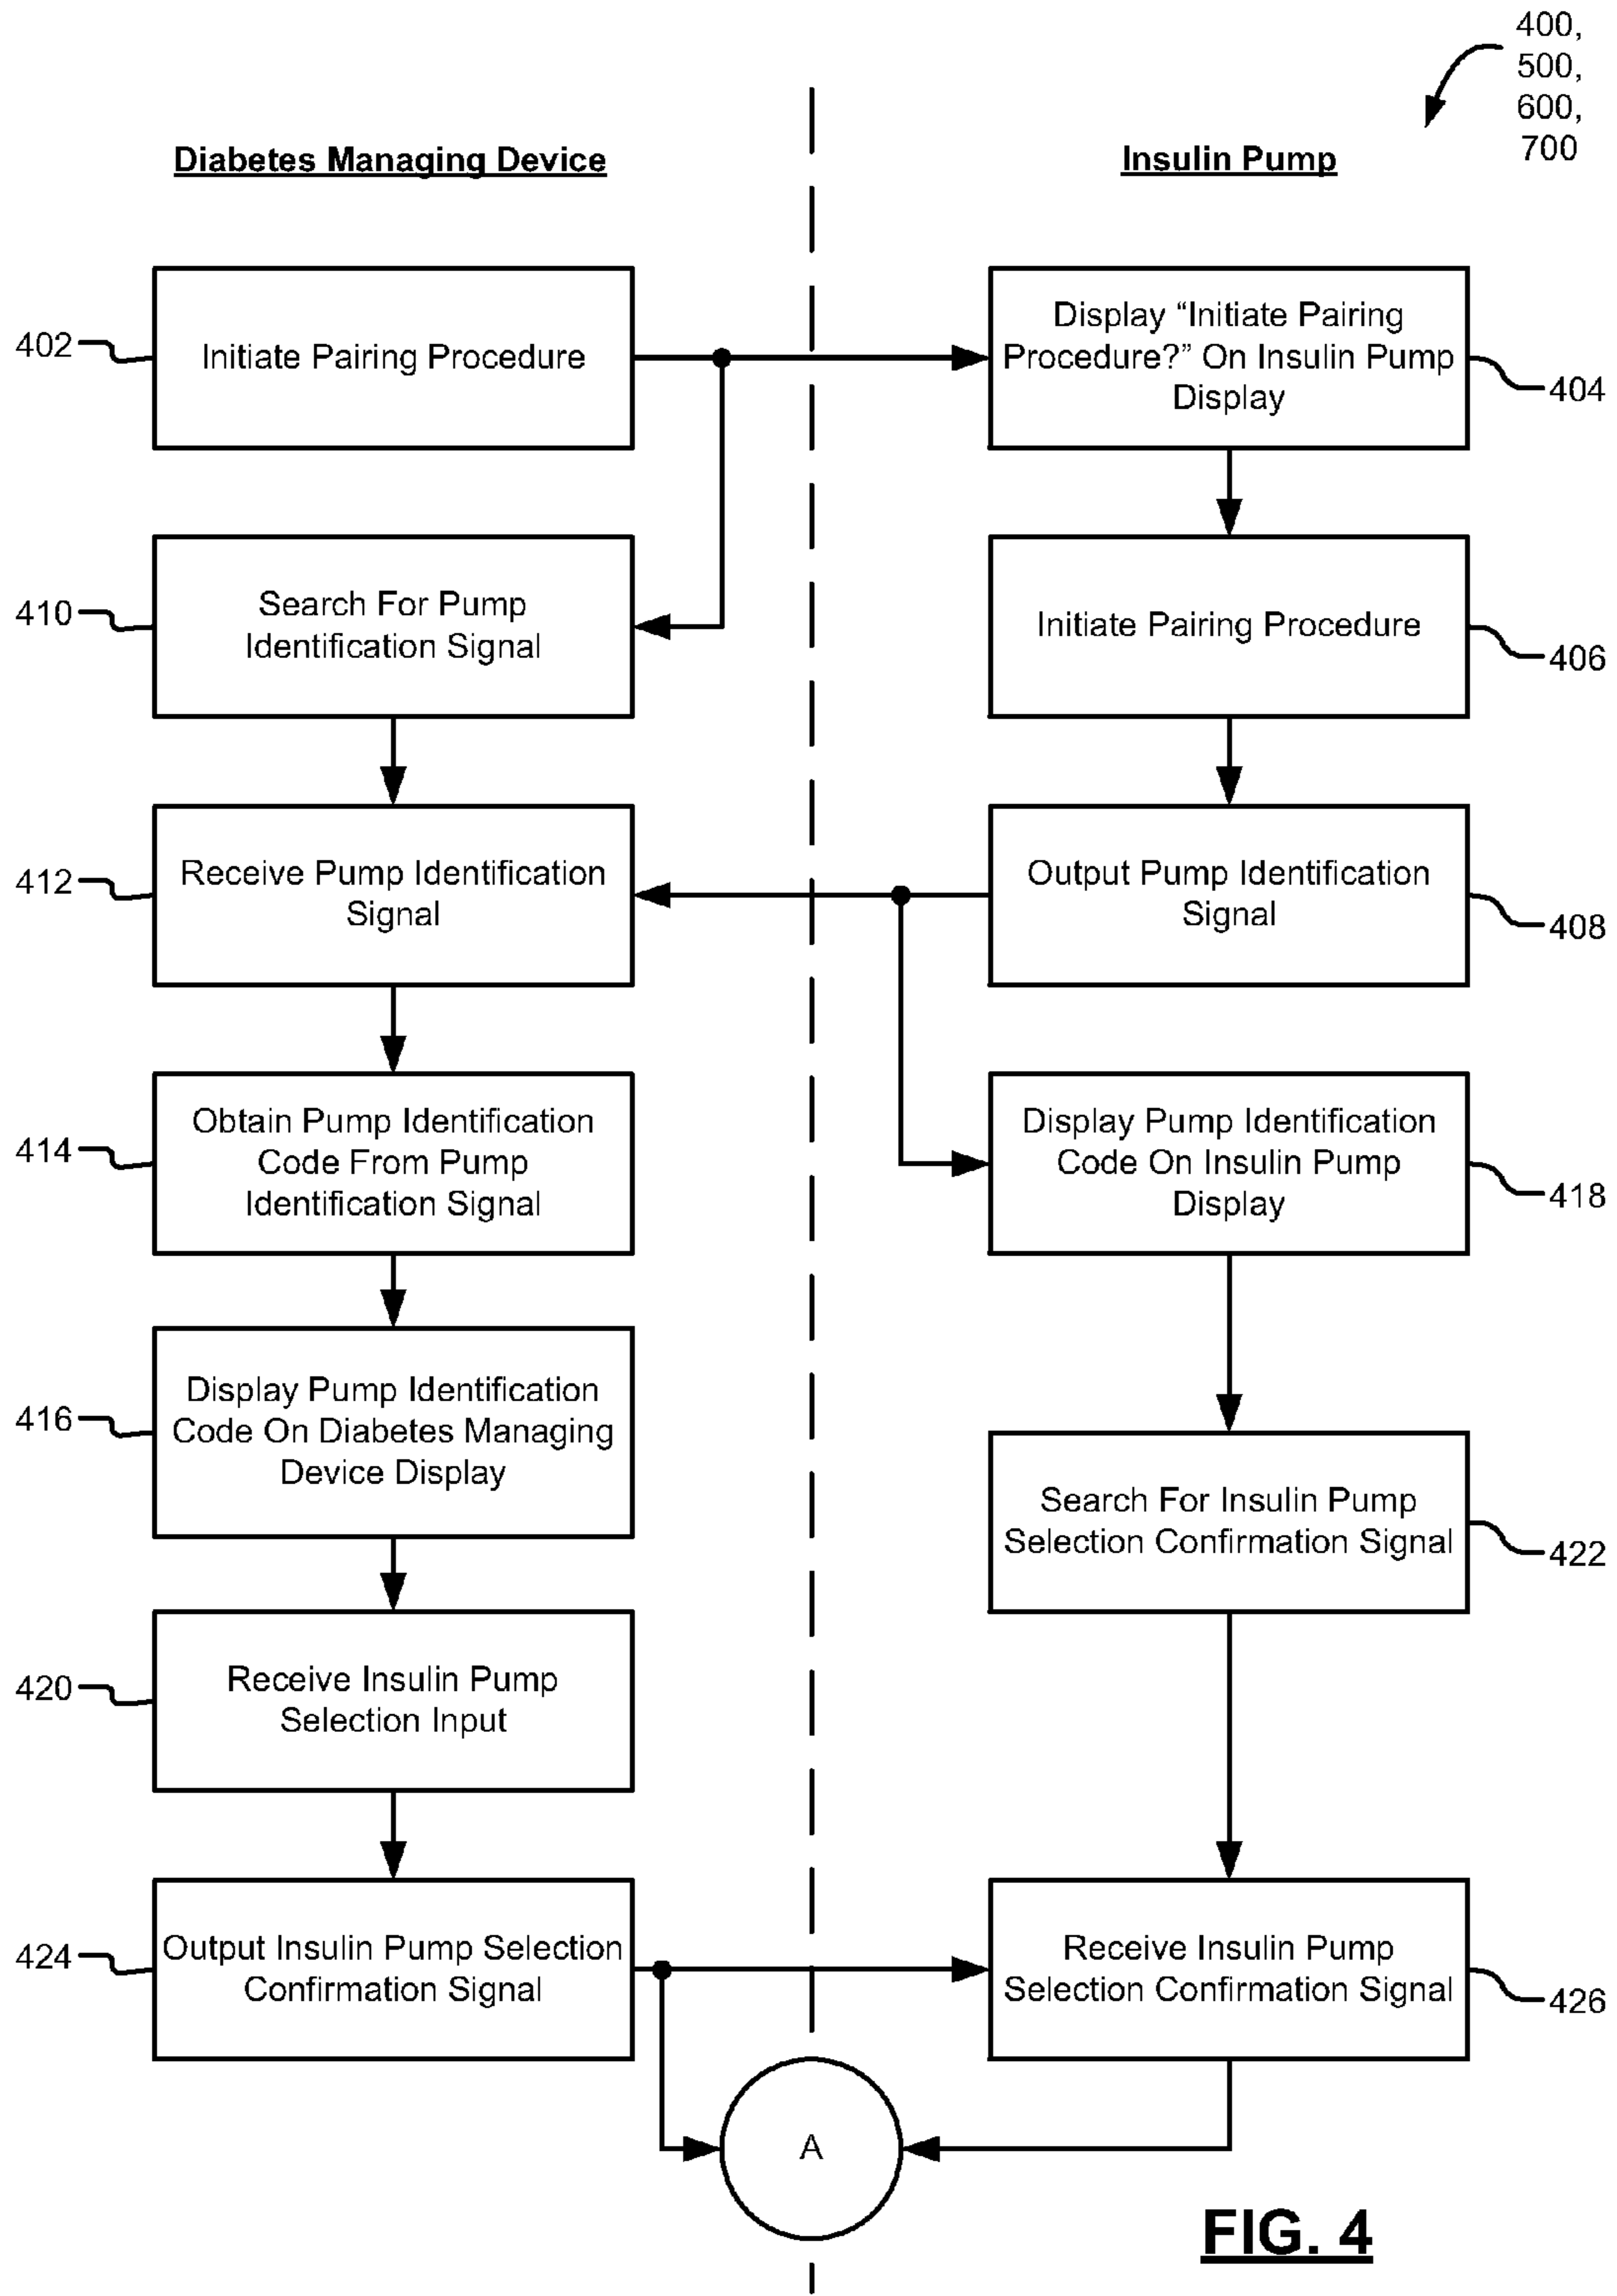 400,
500,
600,
700
Diabetes Managing Device
Insulin Pump
402
Initiate Pairing Procedure
Display “Initiate Pairing
Procedure?” On Insulin Pump
Display
404
410
Search For Pump
Identification Signal
Initiate Pairing Procedure
406
412
Receive Pump Identification
Signal
Output Pump Identification
Signal
408
414
Obtain Pump Identification
Code From Pump
Identification Signal
Display Pump Identification
Code On Insulin Pump
Display
418
416
Display Pump Identification
Code On Diabetes Managing
Device Display
Search For Insulin Pump
Selection Confirmation Signal
422
420
Receive Insulin Pump
Selection Input
424
Output Insulin Pump Selection
Confirmation Signal
Receive Insulin Pump
Selection Confirmation Signal
426
A
FIG. 4